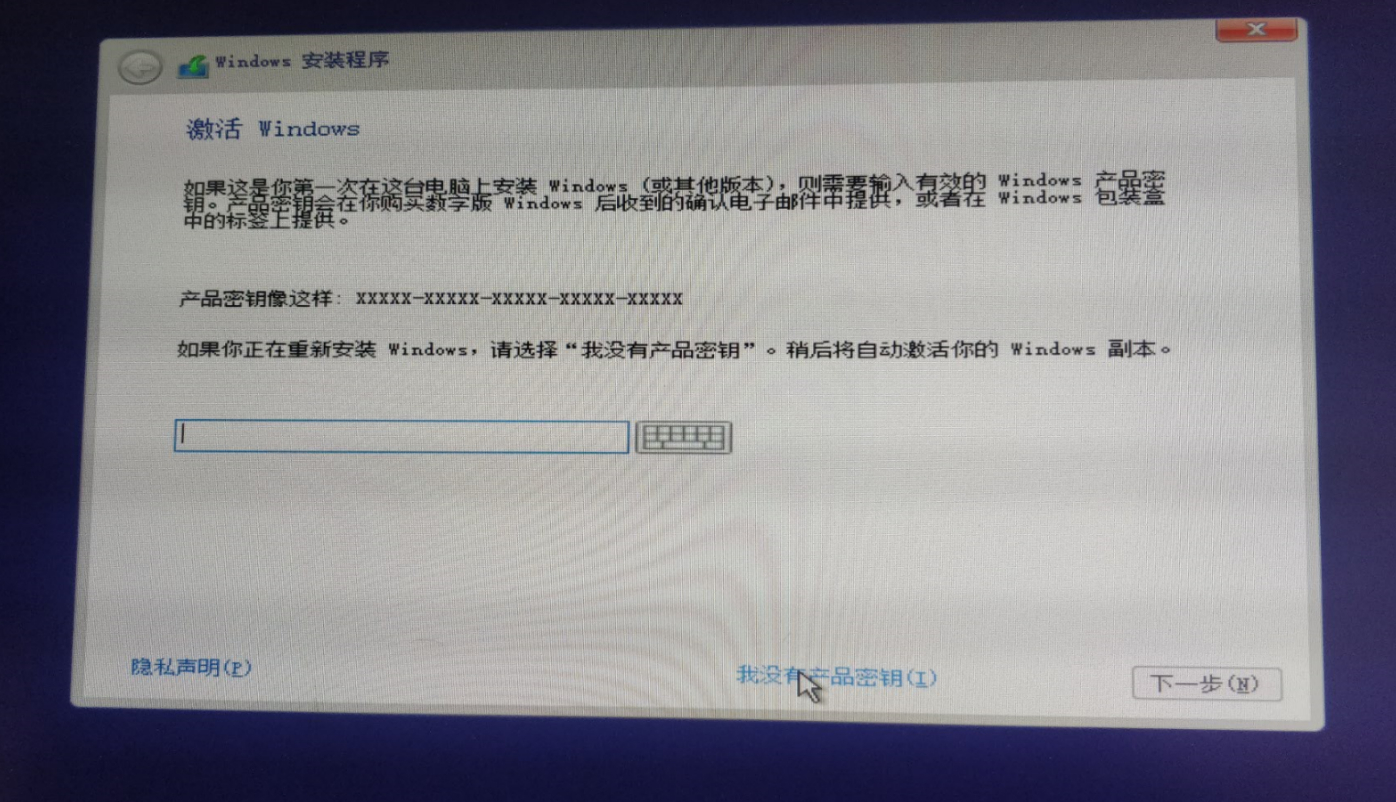 Windows 安装程序
激活 Windows
如果这是你第一次在这台电脑上安装 Windows (或其他版本)，则需要输入有效的 Windows 产品密
钥。产品密钥会在你购买数字版 Windows 后收到的确认电子邮件中提供，或者在 Windows 包装盒
中的标签上提供。
产品密钥像这样: XXXXX-XXXXX-XXXXX-XXXXX-XXXXX
如果你正在重新安装 Windows，请选择“我没有产品密钥”。稍后将自动激活你的 Windows 副本。
隐私声明(P)
我没有产品密钥(I)
下一步(N)